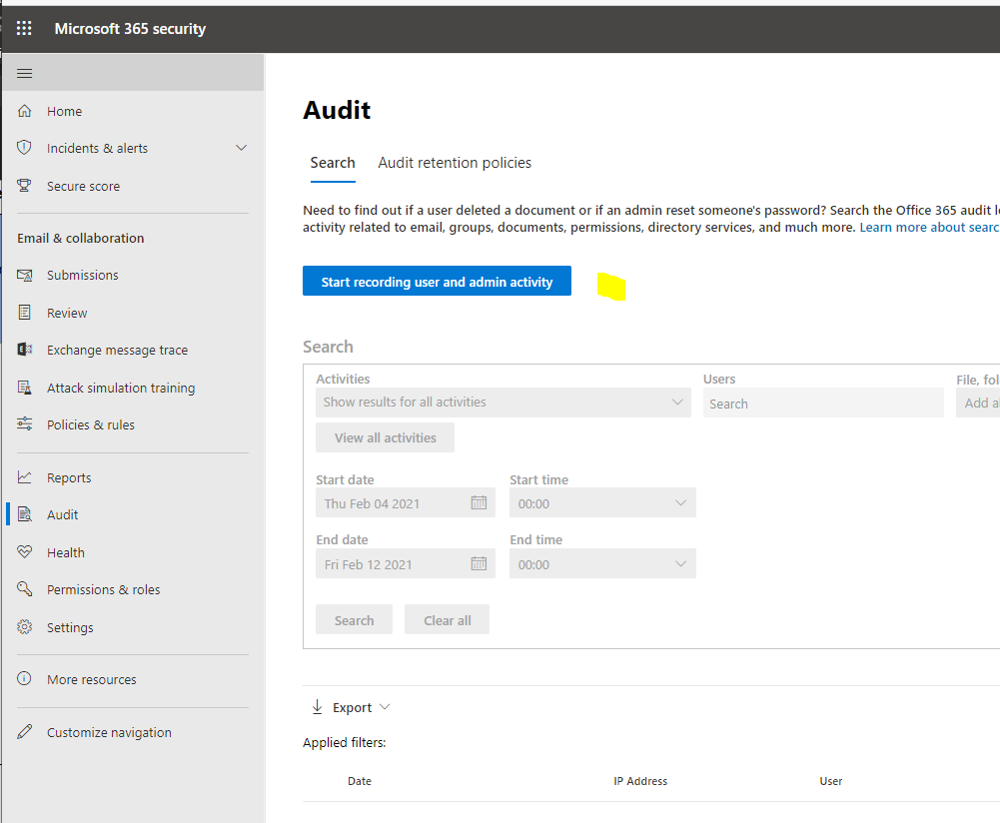 Microsoft 365 security
Home
Incidents & alerts
Secure score
Email & collaboration
Submissions
Review
Exchange message trace
Attack simulation training
Policies & rules
Reports
Audit
Health
Permissions & roles
Settings
More resources
Customize navigation
Audit
Search
Audit retention policies
Need to find out if a user deleted a document or if an admin reset someone's password? Search the Office 365 audit l
activity related to email, groups, documents, permissions, directory services, and much more. Learn more about searc
Start recording user and admin activity
Search
Activities
Users
File, fol
Show results for all activities
Search
Add a
View all activities
Start date
Start time
Thu Feb 04 2021
00:00
End date
End time
Fri Feb 12 2021
00:00
Search
Clear all
Export
Applied filters:
Date
IP Address
User